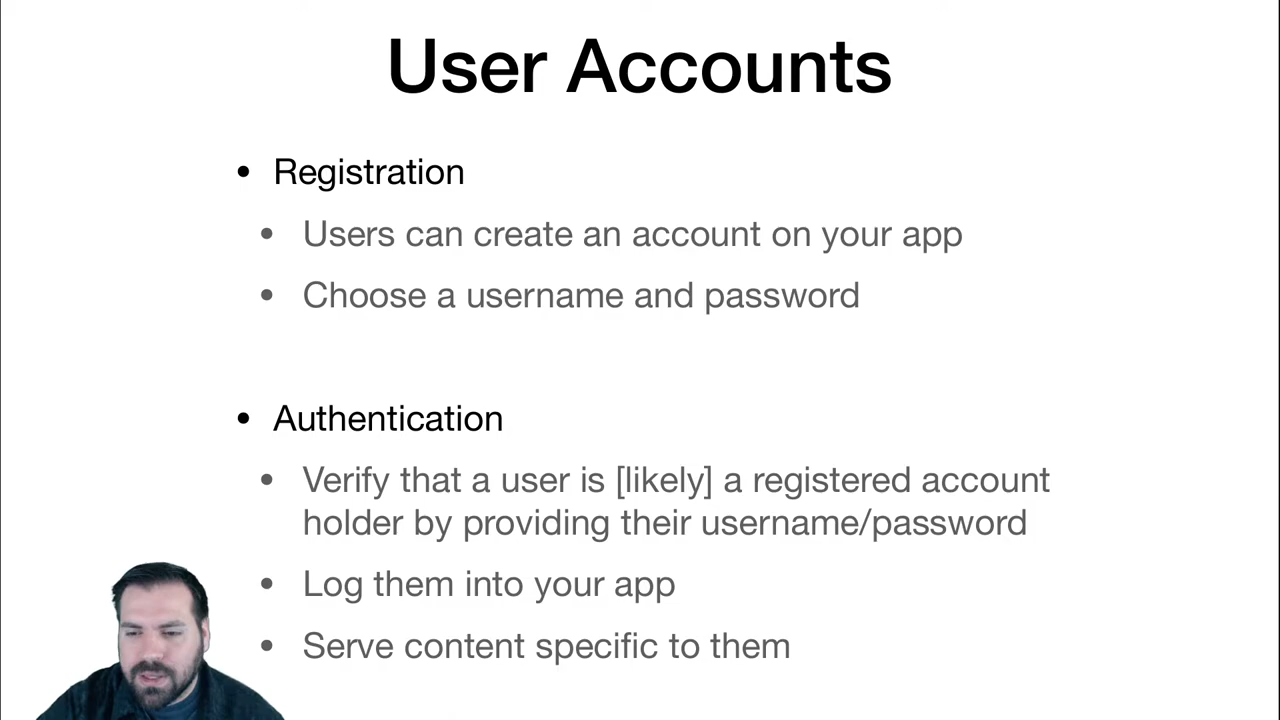 User Accounts
• Registration
• Users can create an account on your app
• Choose a username and password
• Authentication
• Verify that a user is [likely] a registered account
holder by providing their username/password
• Log them into your app
• Serve content specific to them